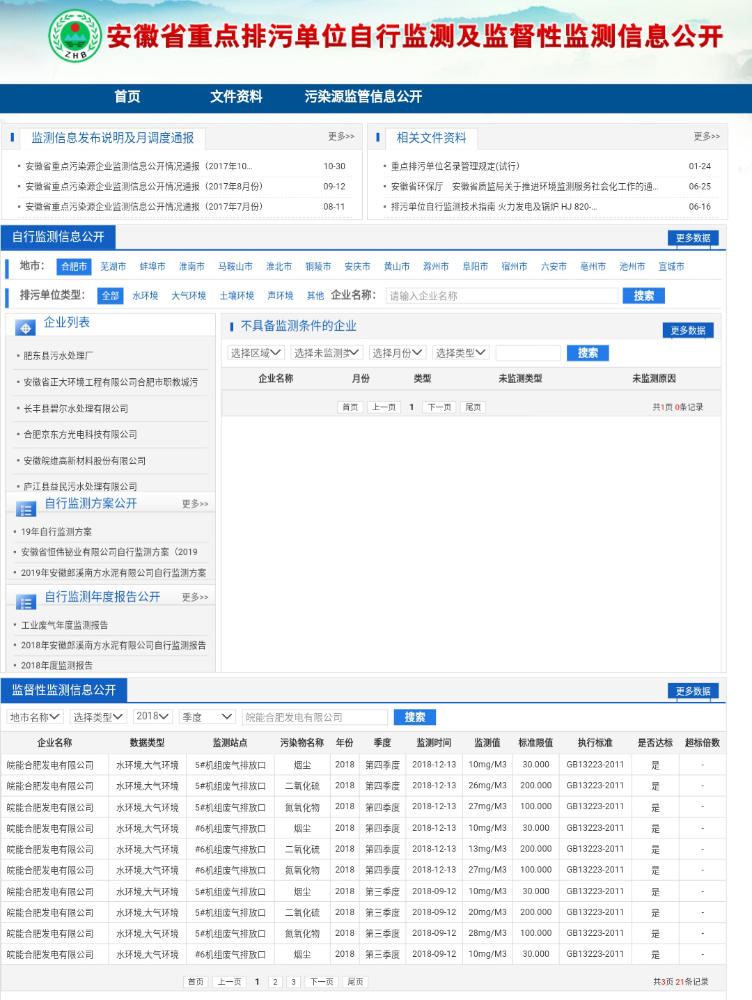 ZHB
安徽省重点排污单位自行监测及监督性监测信息公开
首页 文件资料 污染源监管信息公开
监测信息发布说明及月调度通报 更多>>
安徽省重点污染源企业监测信息公开情况通报（2017年10... 10-30
安徽省重点污染源企业监测信息公开情况通报（2017年8月份） 09-12
安徽省重点污染源企业监测信息公开情况通报（2017年7月份） 08-11
相关文件资料 更多>>
重点排污单位名录管理规定(试行） 01-24
安徽省环保厅　安徽省质监局关于推进环境监测服务社会化工作的通... 06-25
排污单位自行监测技术指南 火力发电及锅炉 HJ 820-... 06-16
自行监测信息公开 更多数据
地市： 合肥市 芜湖市 蚌埠市 淮南市 马鞍山市 淮北市 铜陵市 安庆市 黄山市 滁州市 阜阳市 宿州市 六安市 亳州市 池州市 宣城市
排污单位类型： 全部 水环境 大气环境 土壤环境 声环境 其他 企业名称： 请输入企业名称 搜索
企业列表
肥东县污水处理厂
安徽省正大环境工程有限公司合肥市职教城污
长丰县碧尔水处理有限公司
合肥京东方光电科技有限公司
安徽皖维高新材料股份有限公司
庐江县益民污水处理有限公司
自行监测方案公开 更多>>
19年自行监测方案
安徽省恒伟铋业有限公司自行监测方案（2019
2019年安徽郎溪南方水泥有限公司自行监测方案
自行监测年度报告公开 更多>>
工业废气年度监测报告
2018年安徽郎溪南方水泥有限公司自行监测报告
2018年度监测报告
不具备监测条件的企业 更多数据
选择区域 选择未监测 选择月份 选择类型 搜索
企业名称 月份 类型 未监测类型 未监测原因
首页 上一页 1 下一页 尾页 共1页 0条记录
监督性监测信息公开 更多数据
地市名称 选择类型 2018 季度 皖能合肥发电有限公司 搜索
企业名称 数据类型 监测站点 污染物名称 年份 季度 监测时间 监测值 标准限值 执行标准 是否达标 超标倍数
皖能合肥发电有限公司 水环境,大气环境 5#机组废气排放口 烟尘 2018 第四季度 2018-12-13 10mg/M3 30.000 GB13223-2011 是 -
皖能合肥发电有限公司 水环境,大气环境 5#机组废气排放口 二氧化硫 2018 第四季度 2018-12-13 26mg/M3 200.000 GB13223-2011 是 -
皖能合肥发电有限公司 水环境,大气环境 5#机组废气排放口 氮氧化物 2018 第四季度 2018-12-13 27mg/M3 100.000 GB13223-2011 是 -
皖能合肥发电有限公司 水环境,大气环境 #6机组废气排放口 烟尘 2018 第四季度 2018-12-13 10mg/M3 30.000 GB13223-2011 是 -
皖能合肥发电有限公司 水环境,大气环境 #6机组废气排放口 二氧化硫 2018 第四季度 2018-12-13 13mg/M3 200.000 GB13223-2011 是 -
皖能合肥发电有限公司 水环境,大气环境 #6机组废气排放口 氮氧化物 2018 第四季度 2018-12-13 27mg/M3 100.000 GB13223-2011 是 -
皖能合肥发电有限公司 水环境,大气环境 5#机组废气排放口 烟尘 2018 第三季度 2018-09-12 10mg/M3 30.000 GB13223-2011 是 -
皖能合肥发电有限公司 水环境,大气环境 5#机组废气排放口 二氧化硫 2018 第三季度 2018-09-12 20mg/M3 200.000 GB13223-2011 是 -
皖能合肥发电有限公司 水环境,大气环境 5#机组废气排放口 氮氧化物 2018 第三季度 2018-09-12 28mg/M3 100.000 GB13223-2011 是 -
皖能合肥发电有限公司 水环境,大气环境 #6机组废气排放口 烟尘 2018 第三季度 2018-09-12 10mg/M3 30.000 GB13223-2011 是 -
首页 上一页 1 2 3 下一页 尾页 共3页 21条记录